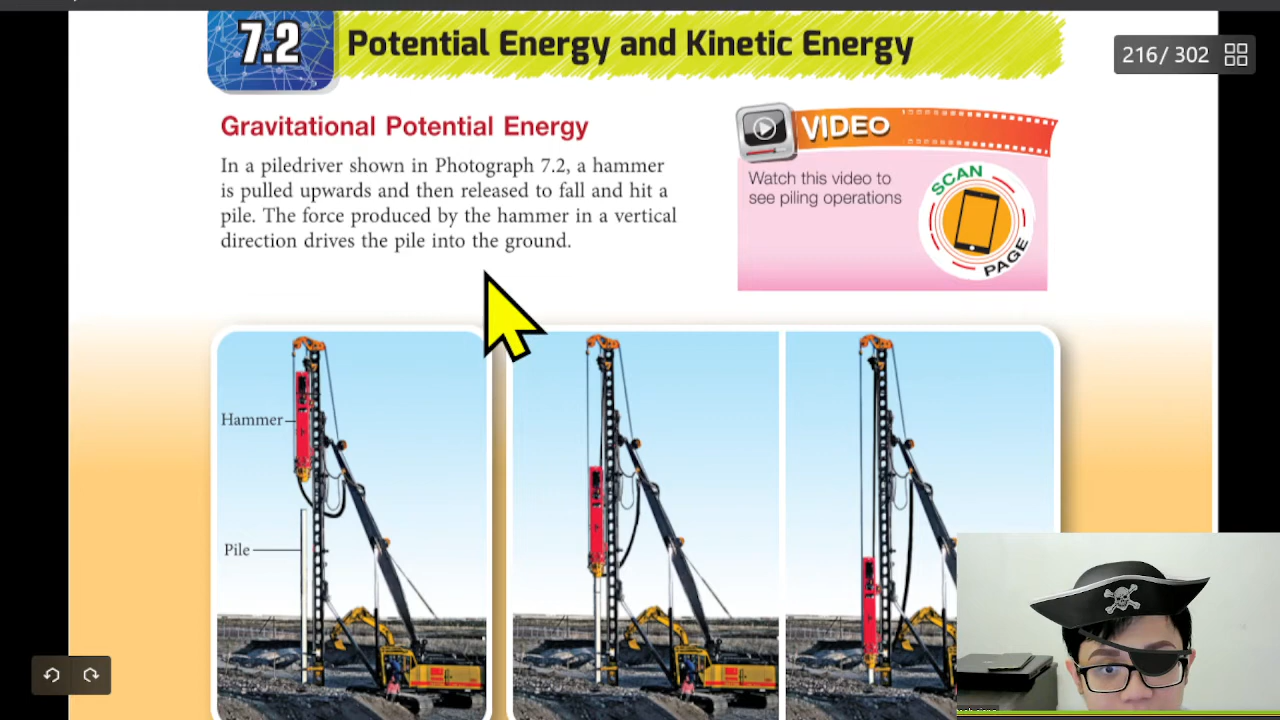 7.2
Potential Energy and Kinetic Energy
216/ 302
Gravitational Potential Energy
In a piledriver shown in Photograph 7.2, a hammer
is pulled upwards and then released to fall and hit a
pile. The force produced by the hammer in a vertical
direction drives the pile into the ground.
VIDEO
Watch this video to
see piling operations
SCAN
PAGE
Hammer
Pile